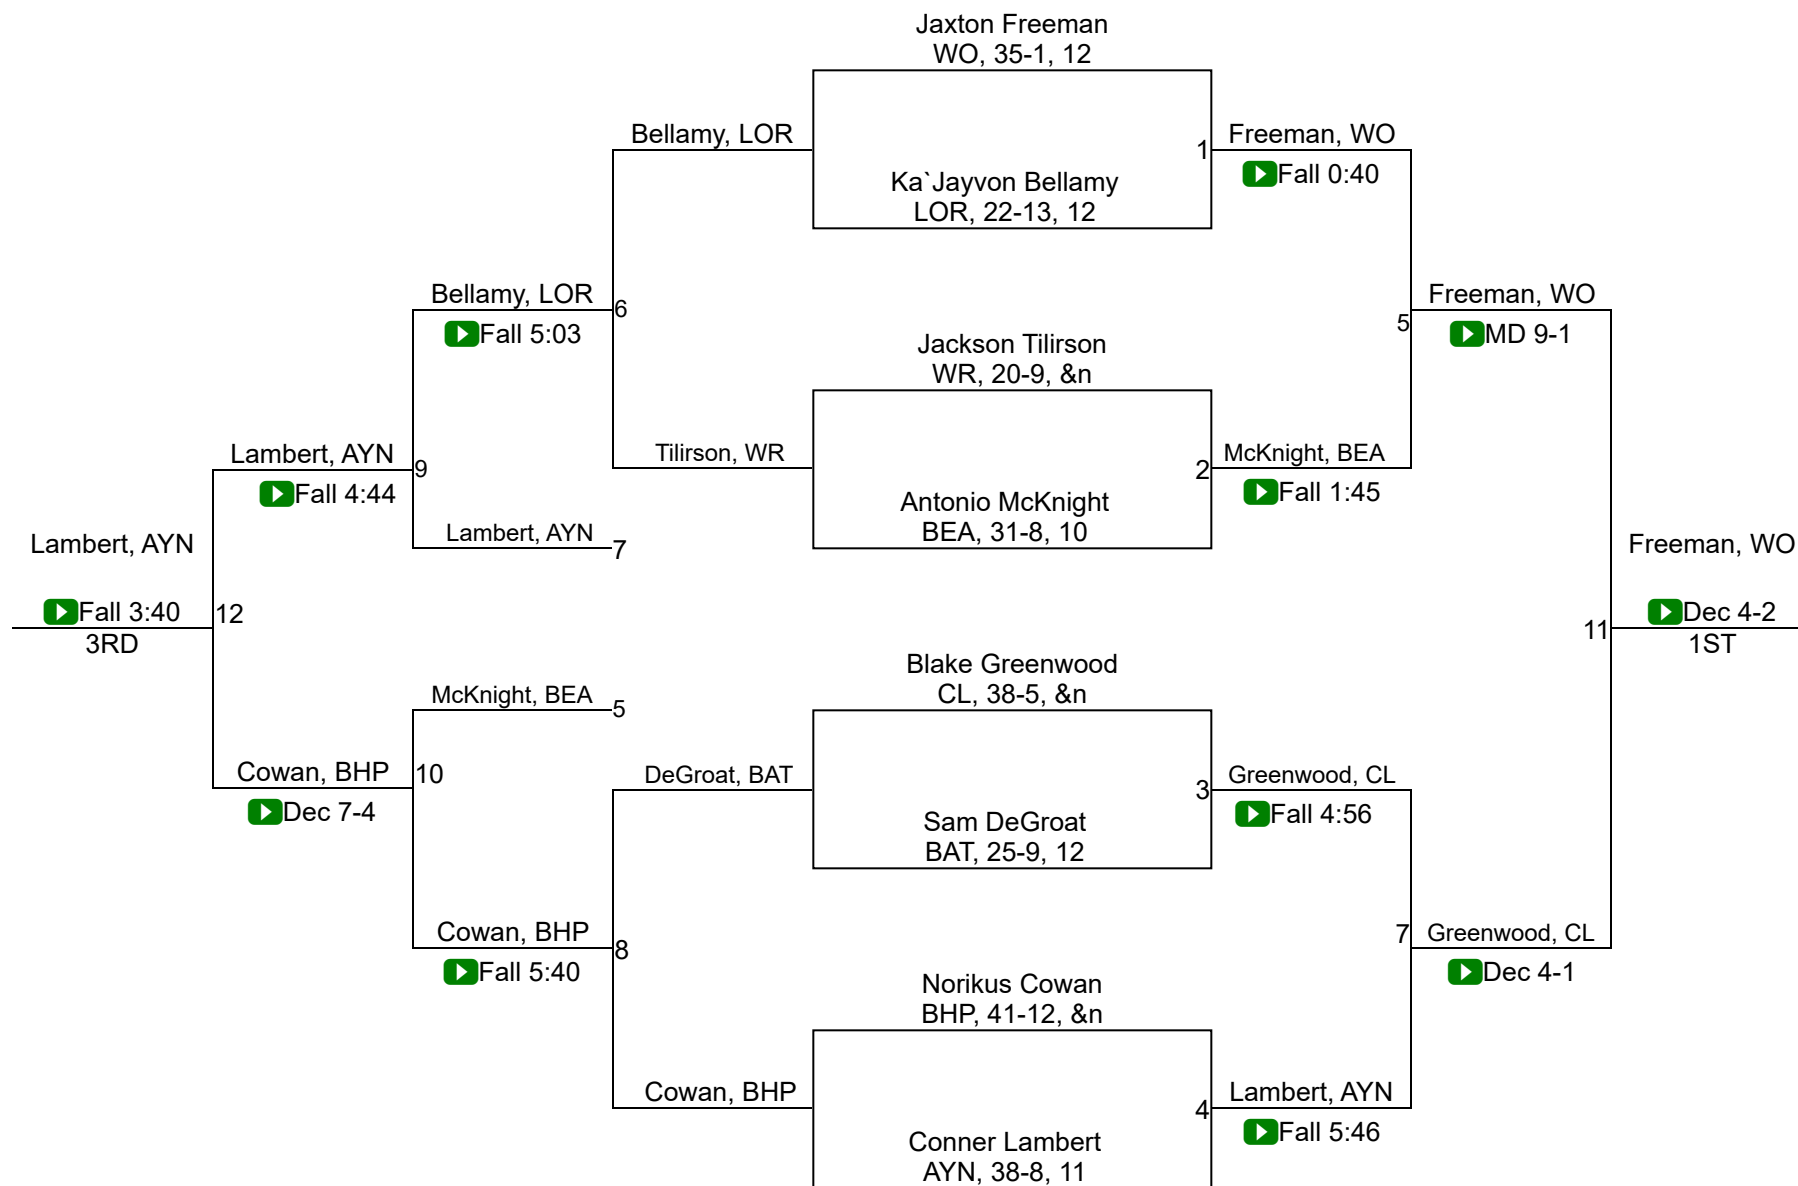 Jaxton Freeman
WO, 35-1, 12
Bellamy, LOR
1
Freeman, WO
Fall 0:40
Ka`Jayvon Bellamy
LOR, 22-13, 12
Bellamy, LOR
6
Fall 5:03
5
Freeman, WO
MD 9-1
Jackson Tilirson
WR, 20-9, &n
Lambert, AYN
9
Fall 4:44
Tilirson, WR
2
McKnight, BEA
Fall 1:45
Antonio McKnight
BEA, 31-8, 10
Lambert, AYN
7
Lambert, AYN
Fall 3:40
12
3RD
Freeman, WO
11
Dec 4-2
1ST
Blake Greenwood
CL, 38-5, &n
McKnight, BEA
5
Cowan, BHP
10
Dec 7-4
DeGroat, BAT
3
Greenwood, CL
Fall 4:56
Sam DeGroat
BAT, 25-9, 12
Cowan, BHP
8
Fall 5:40
7
Greenwood, CL
Dec 4-1
Norikus Cowan
BHP, 41-12, &n
Cowan, BHP
4
Lambert, AYN
Fall 5:46
Conner Lambert
AYN, 38-8, 11